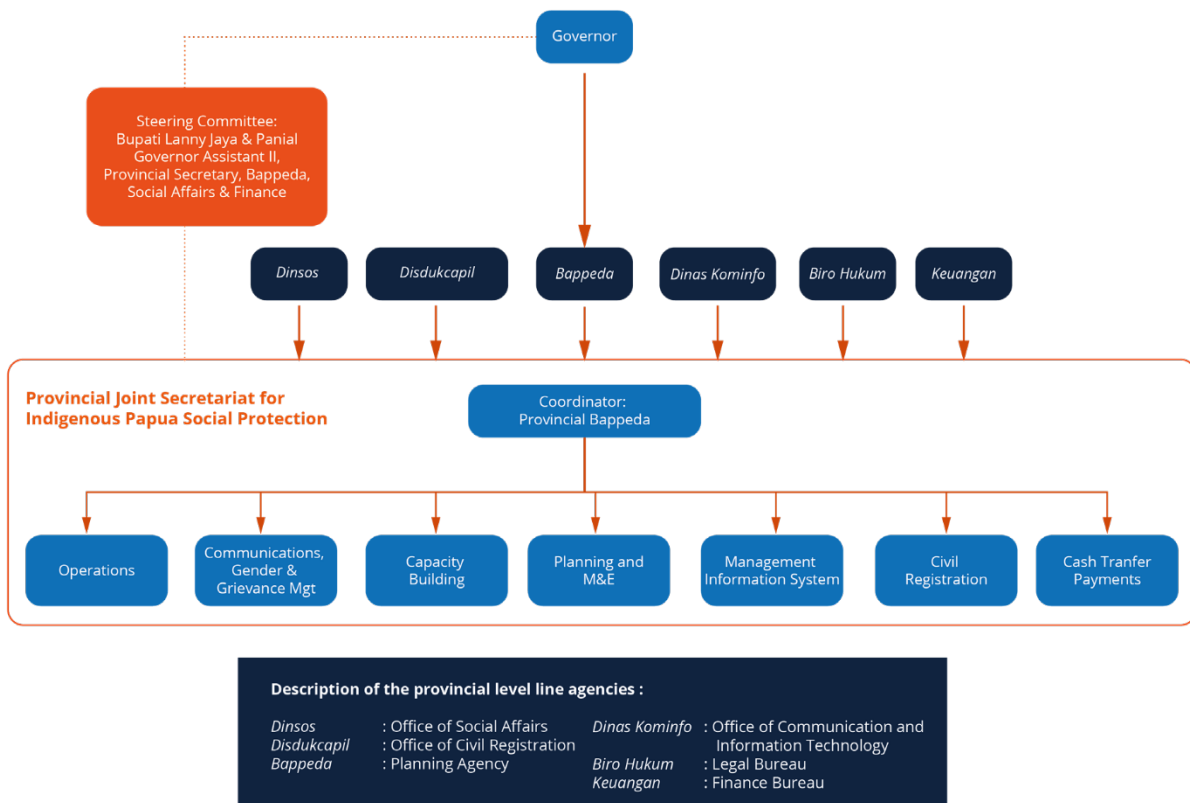 Governor
Steering Committee:
Bupati Lanny Jaya & Panial
Governor Assistant II,
Provincial Secretary, Bappeda,
Social Affairs & Finance
Dinsos
Disdukcapil
Bappeda
Dinas Kominfo
Biro Hukum
Keuangan
Provincial Joint Secretariat for
Indigenous Papua Social Protection
Coordinator:
Provincial Bappeda
Operations
Communications,
Gender &
Grievance Mgt
Capacity
Building
Planning and
M&E
Management
Information System
Civil
Registration
Cash Tranfer
Payments
Description of the provincial level line agencies :
Dinsos : Office of Social Affairs
Disdukcapil : Office of Civil Registration
Bappeda : Planning Agency
Dinas Kominfo : Office of Communication and
Information Technology
Biro Hukum : Legal Bureau
Keuangan : Finance Bureau